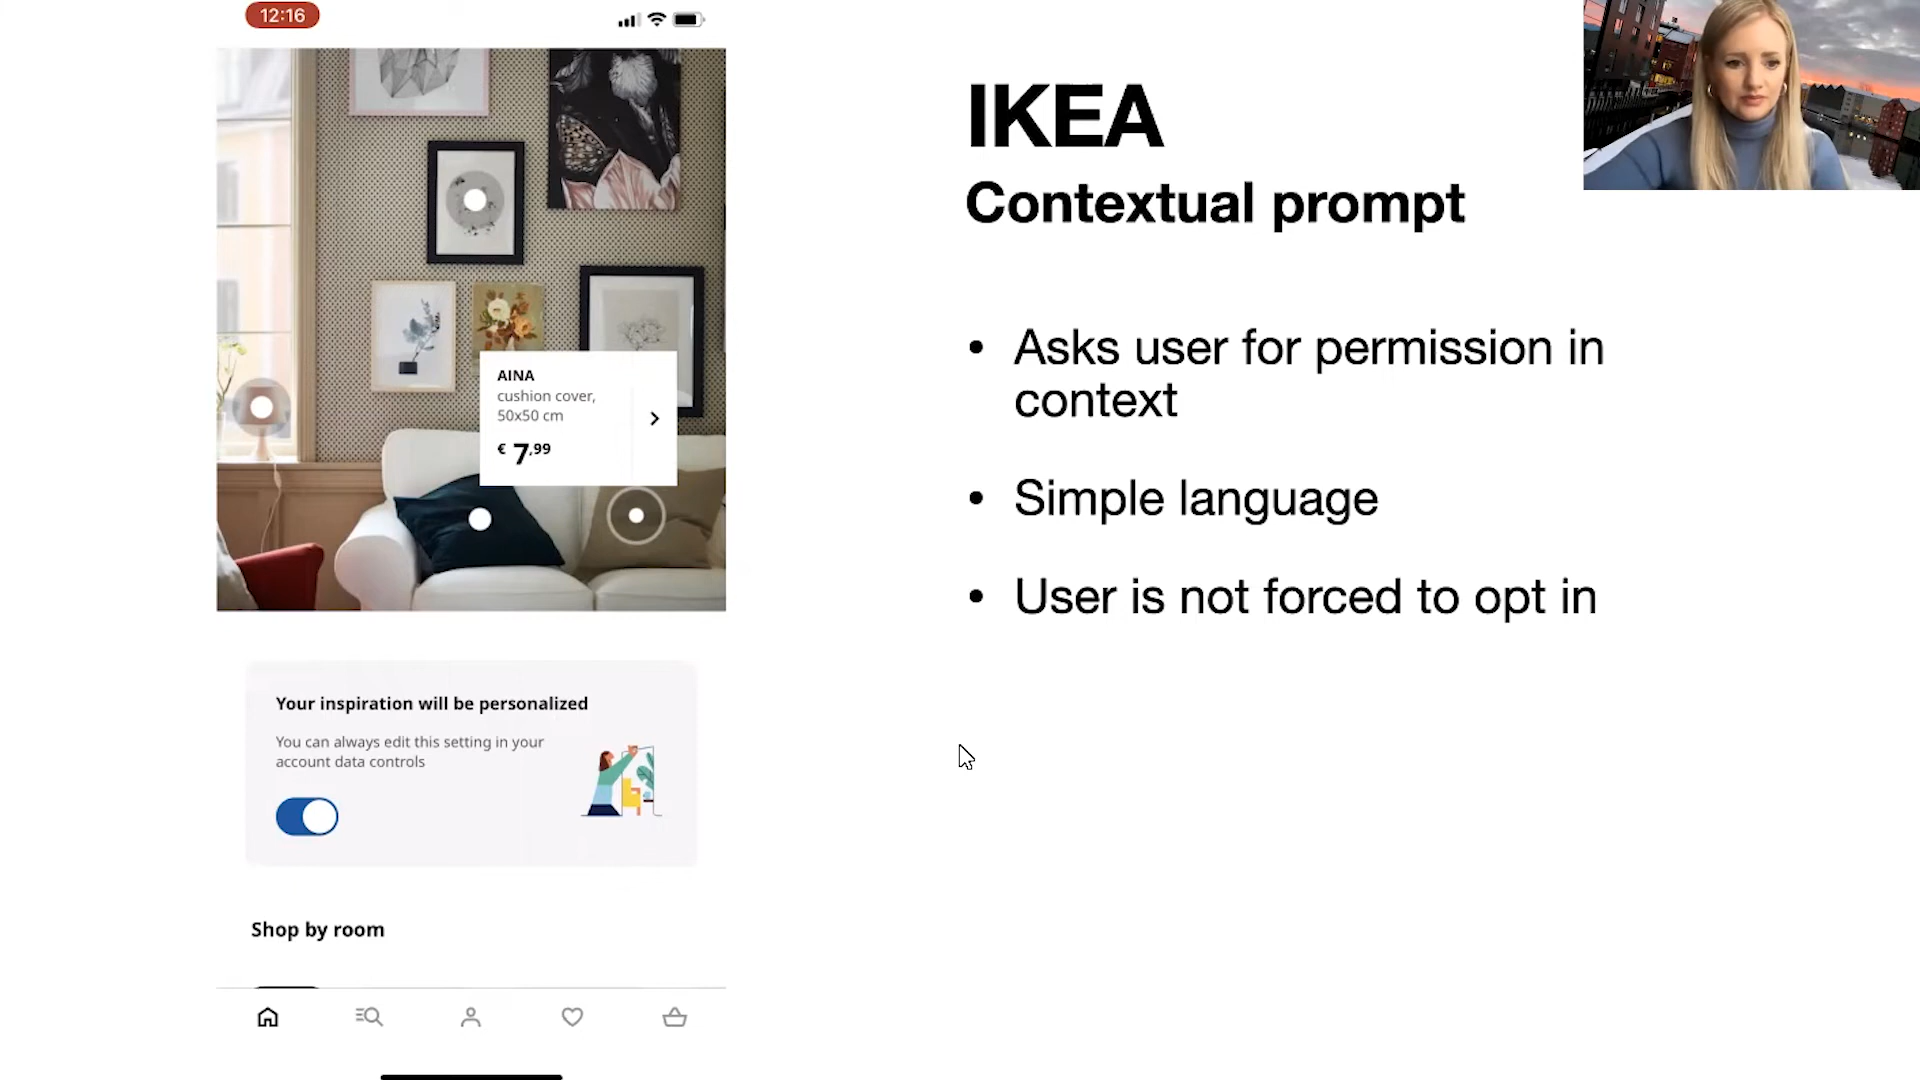 12:16
AINA
cushion cover,
50x50 cm
€ 7,99
Your inspiration will be personalized
You can always edit this setting in your
account data controls
Shop by room
IKEA
Contextual prompt
• Asks user for permission in
context
• Simple language
• User is not forced to opt in